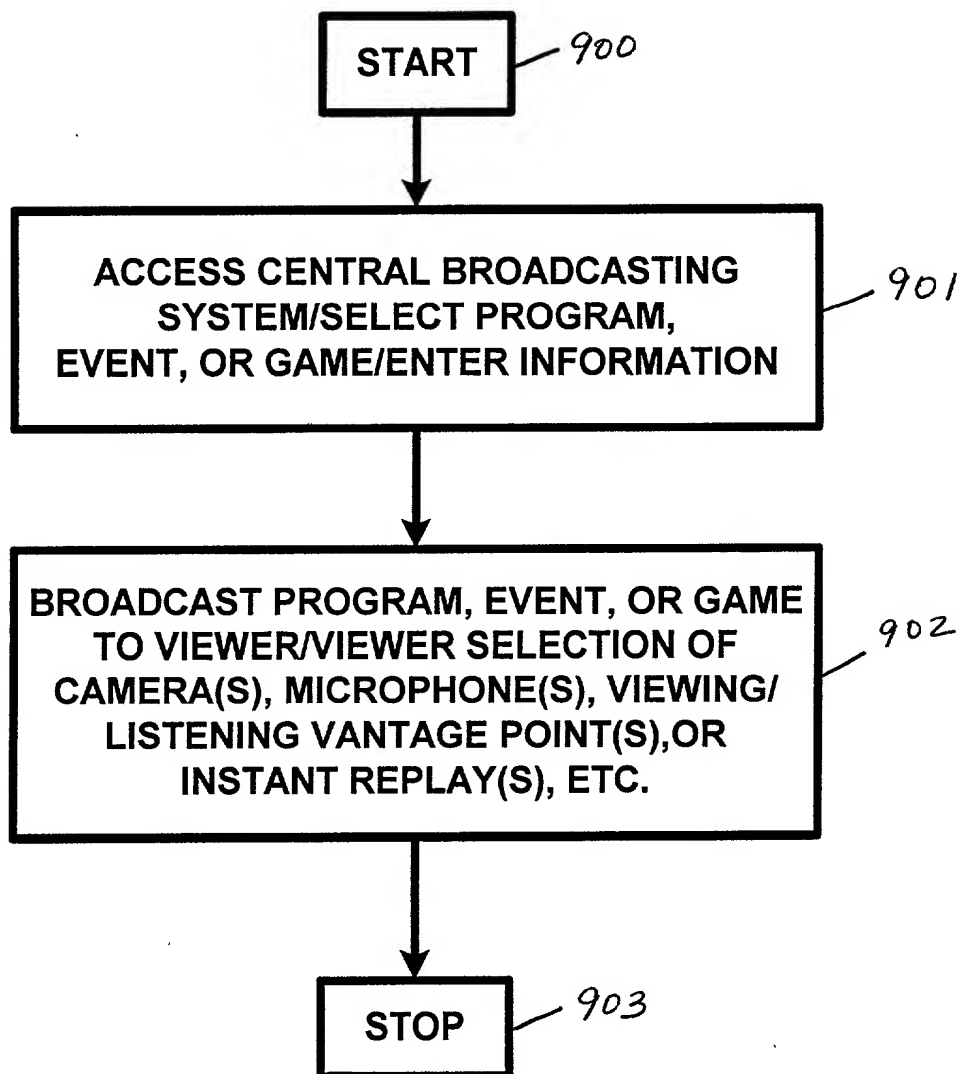 START
900
ACCESS CENTRAL BROADCASTING
SYSTEM/SELECT PROGRAM,
EVENT, OR GAME/ENTER INFORMATION
901
BROADCAST PROGRAM, EVENT, OR GAME
TO VIEWER/VIEWER SELECTION OF
CAMERA(S), MICROPHONE(S), VIEWING/
LISTENING VANTAGE POINT(S),OR
INSTANT REPLAY(S), ETC.
902
STOP
903